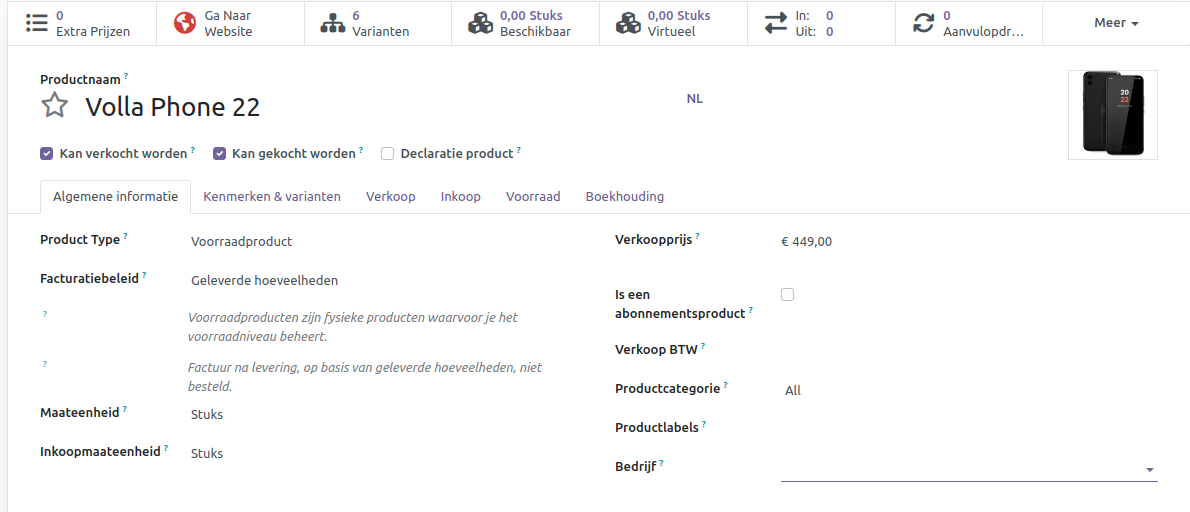 0
Extra Prijzen
Ga Naar
Website
6
Varianten
0,00 Stuks
Beschikbaar
0,00 Stuks
Virtueel
In: 0
Uit: 0
0
Aanvulopdr...
Meer
Productnaam ?
Volla Phone 22
NL
20
22
Kan verkocht worden ? Kan gekocht worden ? Declaratie product ?
Algemene informatie Kenmerken & varianten Verkoop Inkoop Voorraad Boekhouding
Product Type ? Voorraadproduct
Facturatiebeleid ? Geleverde hoeveelheden
? Voorraadproducten zijn fysieke producten waarvoor je het
voorraadniveau beheert.
? Factuur na levering, op basis van geleverde hoeveelheden, niet
besteld.
Maateenheid ? Stuks
Inkoopmaateenheid ? Stuks
Verkoopprijs ? € 449,00
Is een
abonnementsproduct ?
Verkoop BTW ?
Productcategorie ? All
Productlabels ?
Bedrijf ?